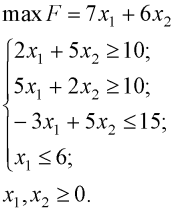 max F = 7x₁ + 6x₂
2x₁ + 5x₂ ≥ 10;
5x₁ + 2x₂ ≥ 10;
−3x₁ + 5x₂ ≤ 15;
x₁ ≤ 6;
x₁, x₂ ≥ 0.